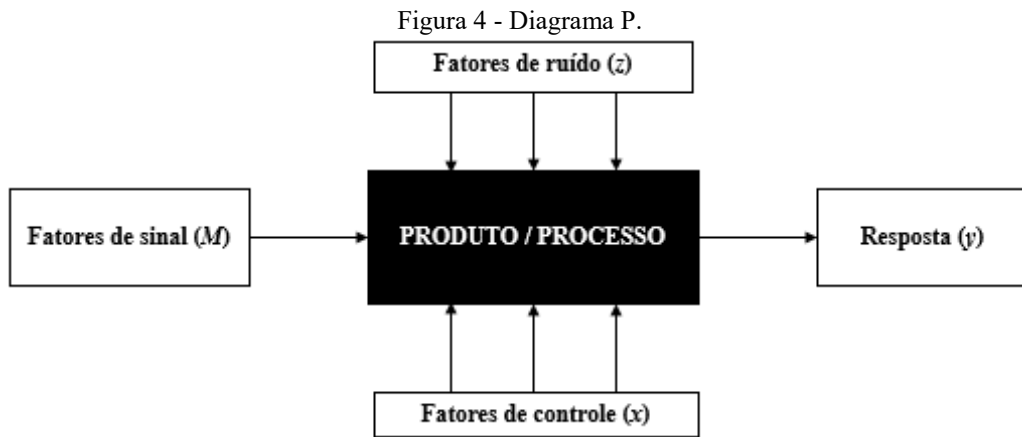 Figura 4 - Diagrama P.
Fatores de ruído (z)
Fatores de sinal (M)
PRODUTO / PROCESSO
Resposta (y)
Fatores de controle (x)